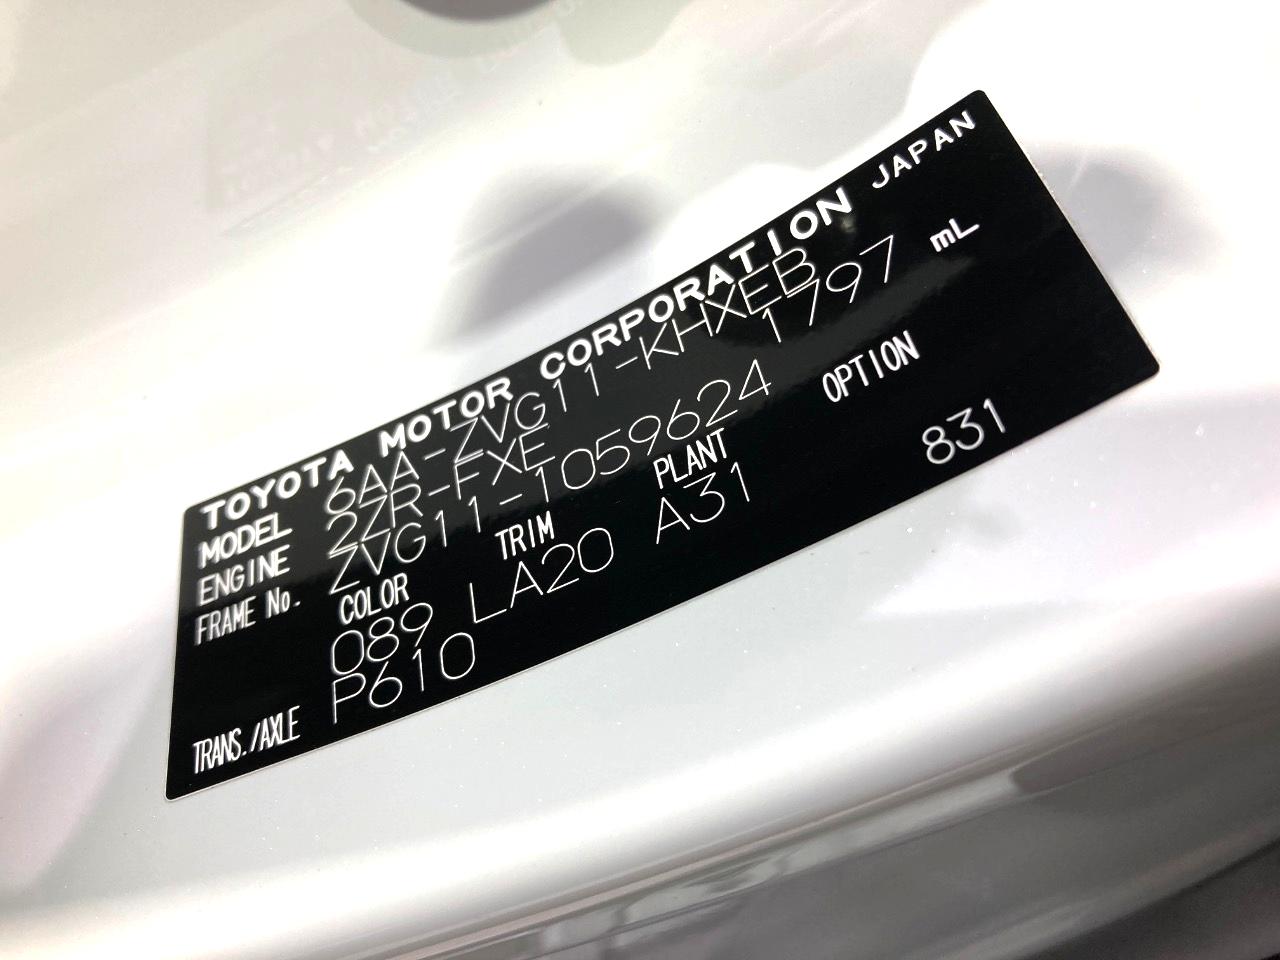 TOYOTA MOTOR CORPORATION JAPAN
MODEL 6AA-ZVG11-KHXEB
ENGINE 2ZR-FXE 1797 mL
FRAME No. ZVG11-1059624
COLOR TRIM PLANT OPTION
089 LA20 A31 831
TRANS./AXLE P610